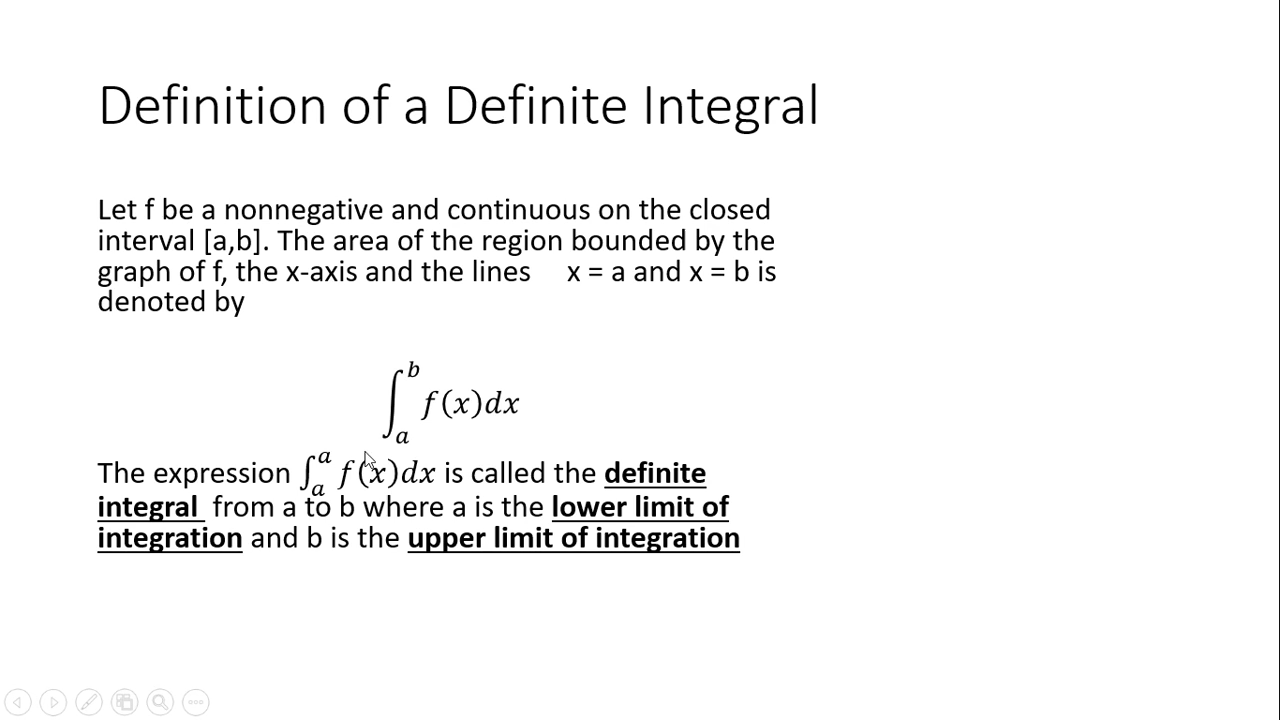 Definition of a Definite Integral
Let f be a nonnegative and continuous on the closed
interval [a,b]. The area of the region bounded by the
graph of f, the x-axis and the lines x = a and x = b is
denoted by
∫_a^b f(x)dx
The expression ∫_a^a f(x)dx is called the definite
integral from a to b where a is the lower limit of
integration and b is the upper limit of integration